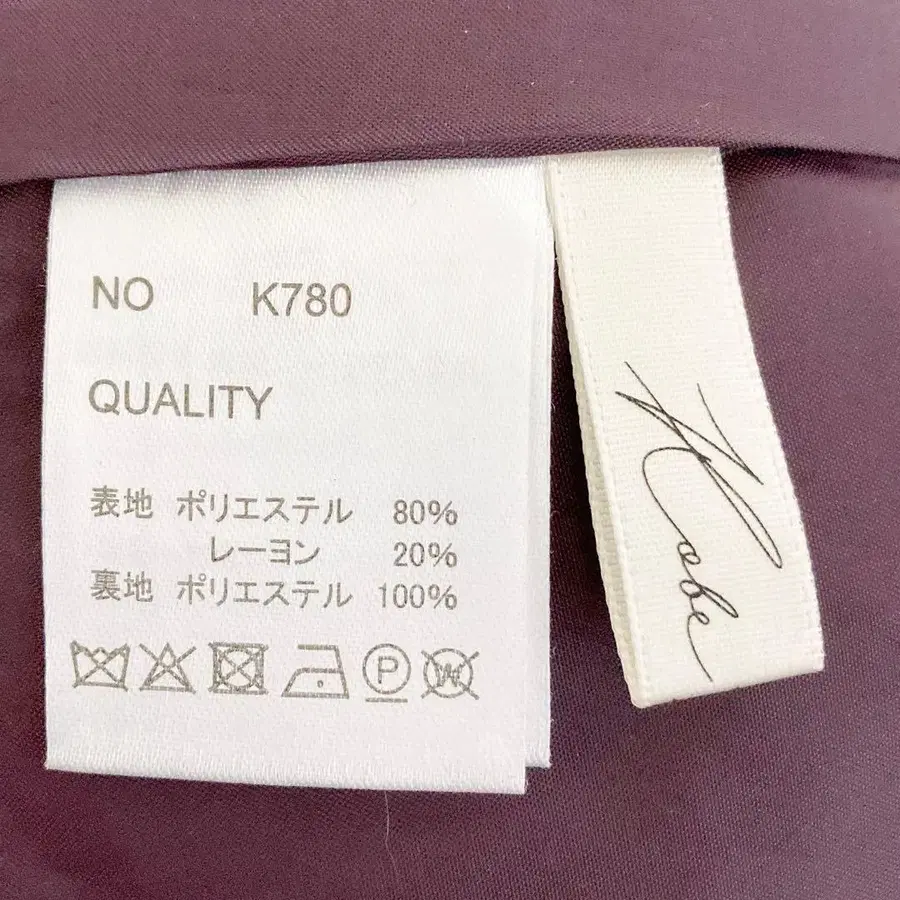 NO K780
QUALITY
表地 ポリエステル 80%
レーヨン 20%
裏地 ポリエステル 100%
P W
Kobe